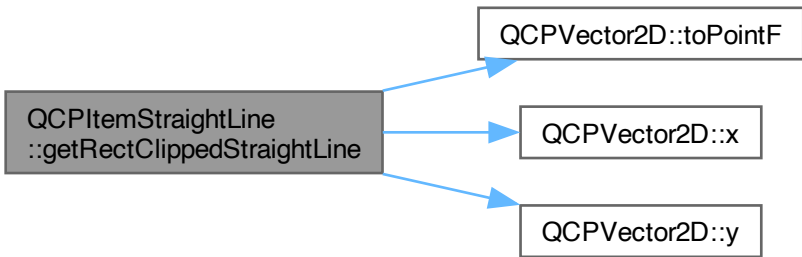 QCPItemStraightLine
::getRectClippedStraightLine
QCPVector2D::toPointF
QCPVector2D::x
QCPVector2D::y